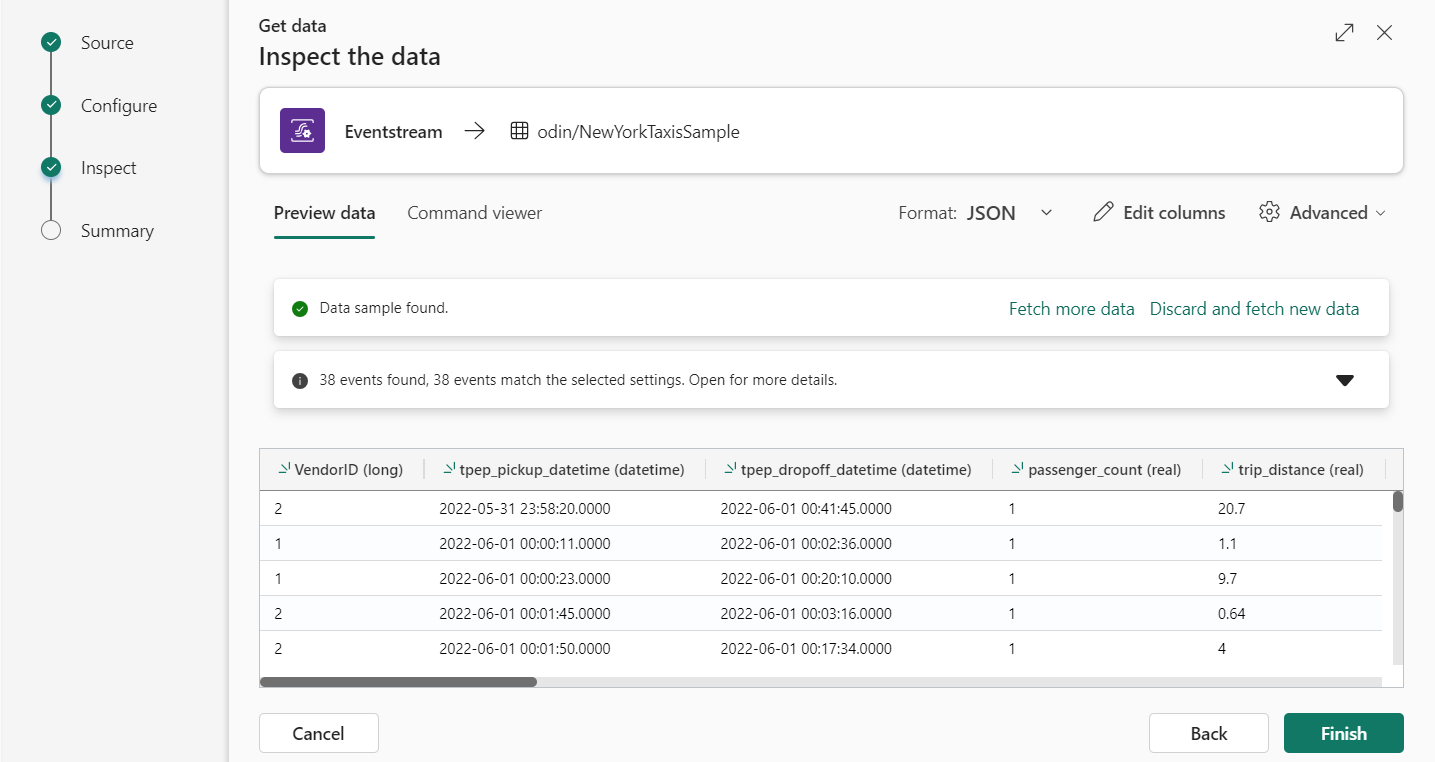 Source
Configure
Inspect
Summary
Get data
Inspect the data
Eventstream odin/NewYorkTaxisSample
Preview data Command viewer Format: JSON Edit columns Advanced
Data sample found. Fetch more data Discard and fetch new data
38 events found, 38 events match the selected settings. Open for more details.
VendorID (long) tpep_pickup_datetime (datetime) tpep_dropoff_datetime (datetime) passenger_count (real) trip_distance (real)
2 2022-05-31 23:58:20.0000 2022-06-01 00:41:45.0000 1 20.7
1 2022-06-01 00:00:11.0000 2022-06-01 00:02:36.0000 1 1.1
1 2022-06-01 00:00:23.0000 2022-06-01 00:20:10.0000 1 9.7
2 2022-06-01 00:01:45.0000 2022-06-01 00:03:16.0000 1 0.64
2 2022-06-01 00:01:50.0000 2022-06-01 00:17:34.0000 1 4
Cancel Back Finish